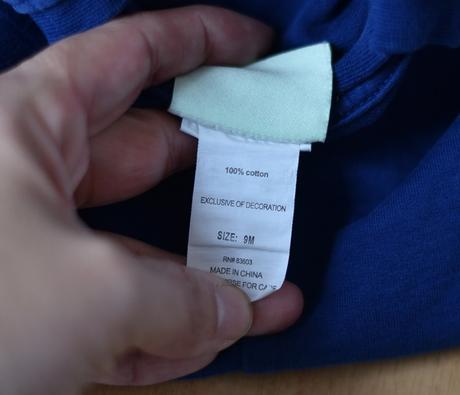 100% cotton
EXCLUSIVE OF DECORATION
SIZE: 9M
RN# 83603
MADE IN CHINA
FOR